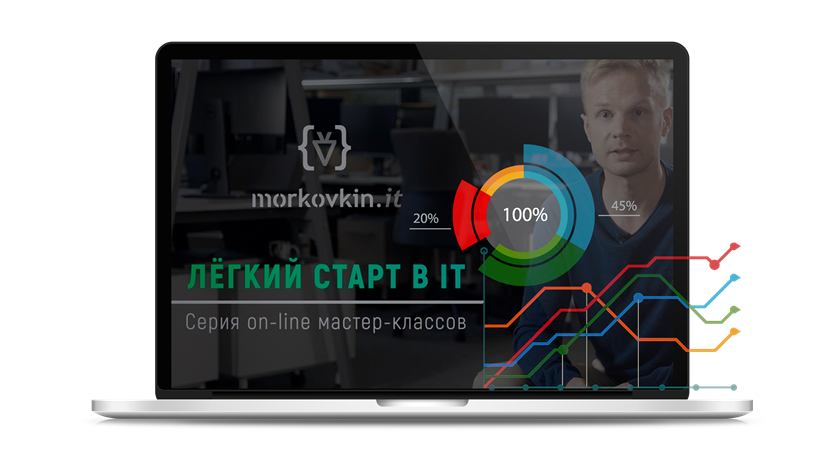 { }
morkovkin.it
20%
100%
45%
ЛЁГКИЙ СТАРТ В IT
Серия on-line мастер-классов